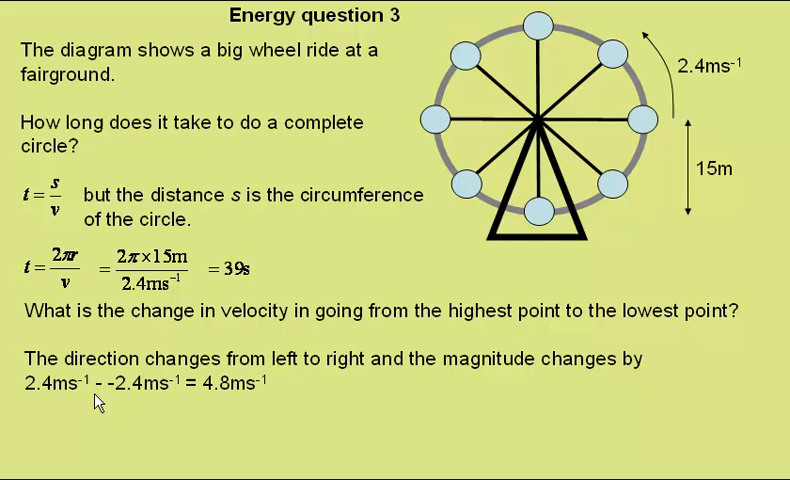 Energy question 3
The diagram shows a big wheel ride at a
fairground.
2.4ms⁻¹
How long does it take to do a complete
circle?
15m
t = s/v but the distance s is the circumference
of the circle.
t = 2πr/v = 2π×15m/2.4ms⁻¹ = 39s
What is the change in velocity in going from the highest point to the lowest point?
The direction changes from left to right and the magnitude changes by
2.4ms⁻¹ - -2.4ms⁻¹ = 4.8ms⁻¹